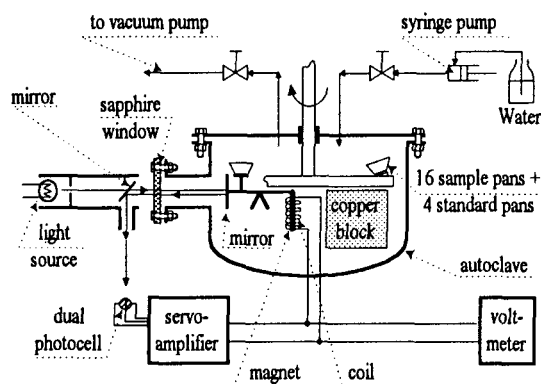 to vacuum pump
syringe pump
mirror
sapphire
window
Water
16 sample pans +
4 standard pans
copper
block
mirror
light
source
autoclave
dual
photocell
servo-
amplifier
volt-
meter
magnet
coil